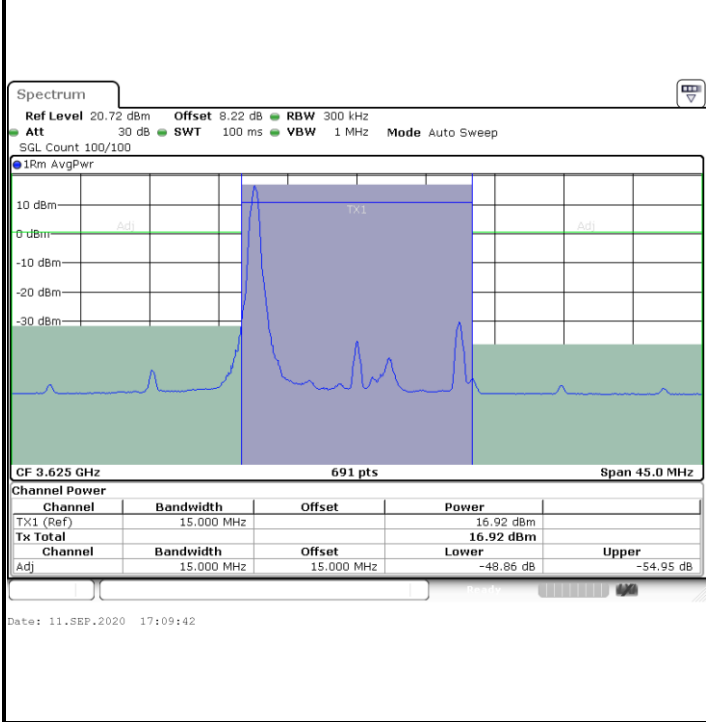 Spectrum
Ref Level 20.72 dBm Offset 8.22 dB RBW 300 kHz
Att 30 dB SWT 100 ms VBW 1 MHz Mode Auto Sweep
SGL Count 100/100
1Rm AvgPwr
10 dBm
TX1
Adj
Adj
0 dBm
-10 dBm
-20 dBm
-30 dBm
CF 3.625 GHz 691 pts Span 45.0 MHz
Channel Power
Channel Bandwidth Offset Power
TX1 (Ref) 15.000 MHz 16.92 dBm
Tx Total 16.92 dBm
Channel Bandwidth Offset Lower Upper
Adj 15.000 MHz 15.000 MHz -48.86 dB -54.95 dB
Ready
Date: 11.SEP.2020 17:09:42